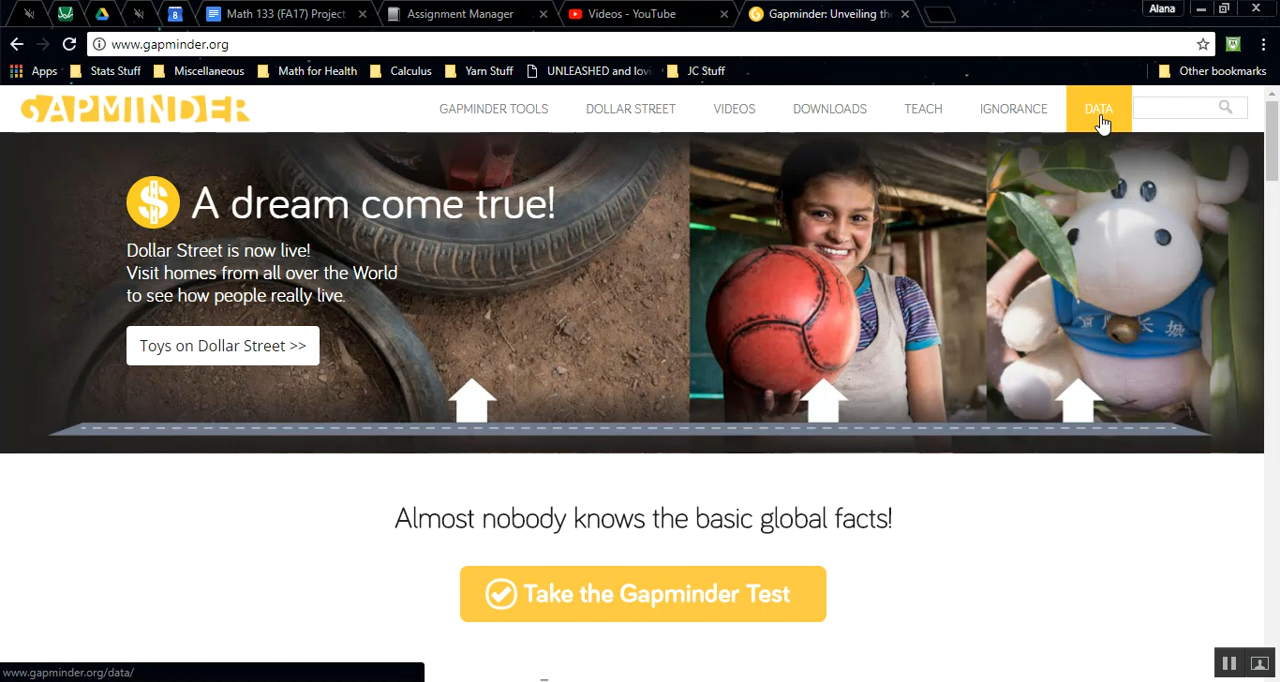 Math 133 (FA17) Project
Assignment Manager
Videos - YouTube
Gapminder: Unveiling the
Alana
8
www.gapminder.org
Apps
Stats Stuff
Miscellaneous
Math for Health
Calculus
Yarn Stuff
UNLEASHED and lovi
JC Stuff
Other bookmarks
GAPMINDER
GAPMINDER TOOLS
DOLLAR STREET
VIDEOS
DOWNLOADS
TEACH
IGNORANCE
DATA
$ A dream come true!
Dollar Street is now live!
Visit homes from all over the World
to see how people really live.
Toys on Dollar Street >>
Almost nobody knows the basic global facts!
Take the Gapminder Test
www.gapminder.org/data/